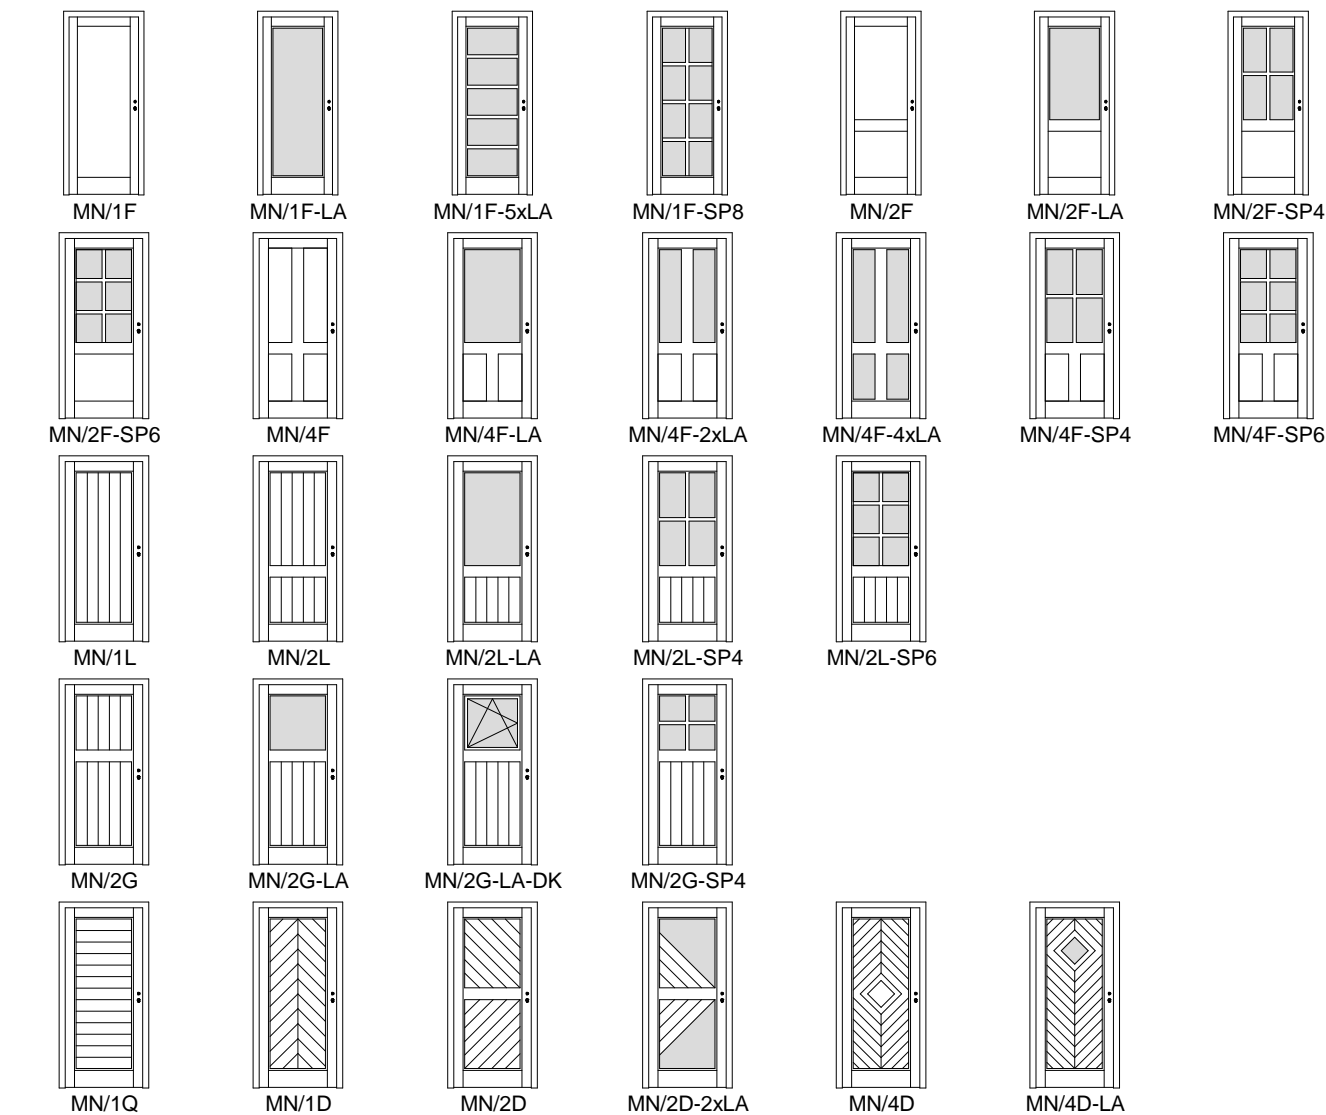 MN/1F MN/1F-LA MN/1F-5xLA MN/1F-SP8 MN/2F MN/2F-LA MN/2F-SP4
MN/2F-SP6 MN/4F MN/4F-LA MN/4F-2xLA MN/4F-4xLA MN/4F-SP4 MN/4F-SP6
MN/1L MN/2L MN/2L-LA MN/2L-SP4 MN/2L-SP6
MN/2G MN/2G-LA MN/2G-LA-DK MN/2G-SP4
MN/1Q MN/1D MN/2D MN/2D-2xLA MN/4D MN/4D-LA